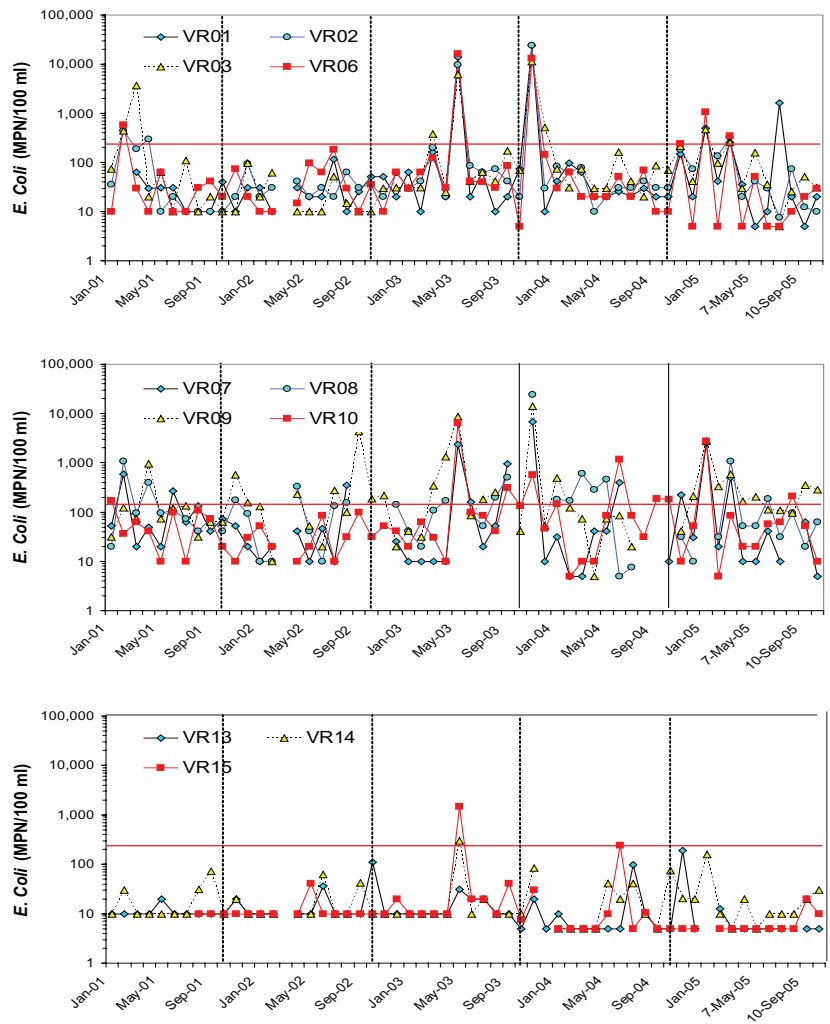 100,000
10,000
1,000
100
10
1
E. Coli (MPN/100 ml)
VR01 VR02
VR03 VR06
Jan-01 May-01 Sep-01 Jan-02 May-02 Sep-02 Jan-03 May-03 Sep-03 Jan-04 May-04 Sep-04 Jan-05 7-May-05 10-Sep-05
100,000
10,000
1,000
100
10
1
E. Coli (MPN/100 ml)
VR07 VR08
VR09 VR10
Jan-01 May-01 Sep-01 Jan-02 May-02 Sep-02 Jan-03 May-03 Sep-03 Jan-04 May-04 Sep-04 Jan-05 7-May-05 10-Sep-05
100,000
10,000
1,000
100
10
1
E. Coli (MPN/100 ml)
VR13 VR14
VR15
Jan-01 May-01 Sep-01 Jan-02 May-02 Sep-02 Jan-03 May-03 Sep-03 Jan-04 May-04 Sep-04 Jan-05 7-May-05 10-Sep-05